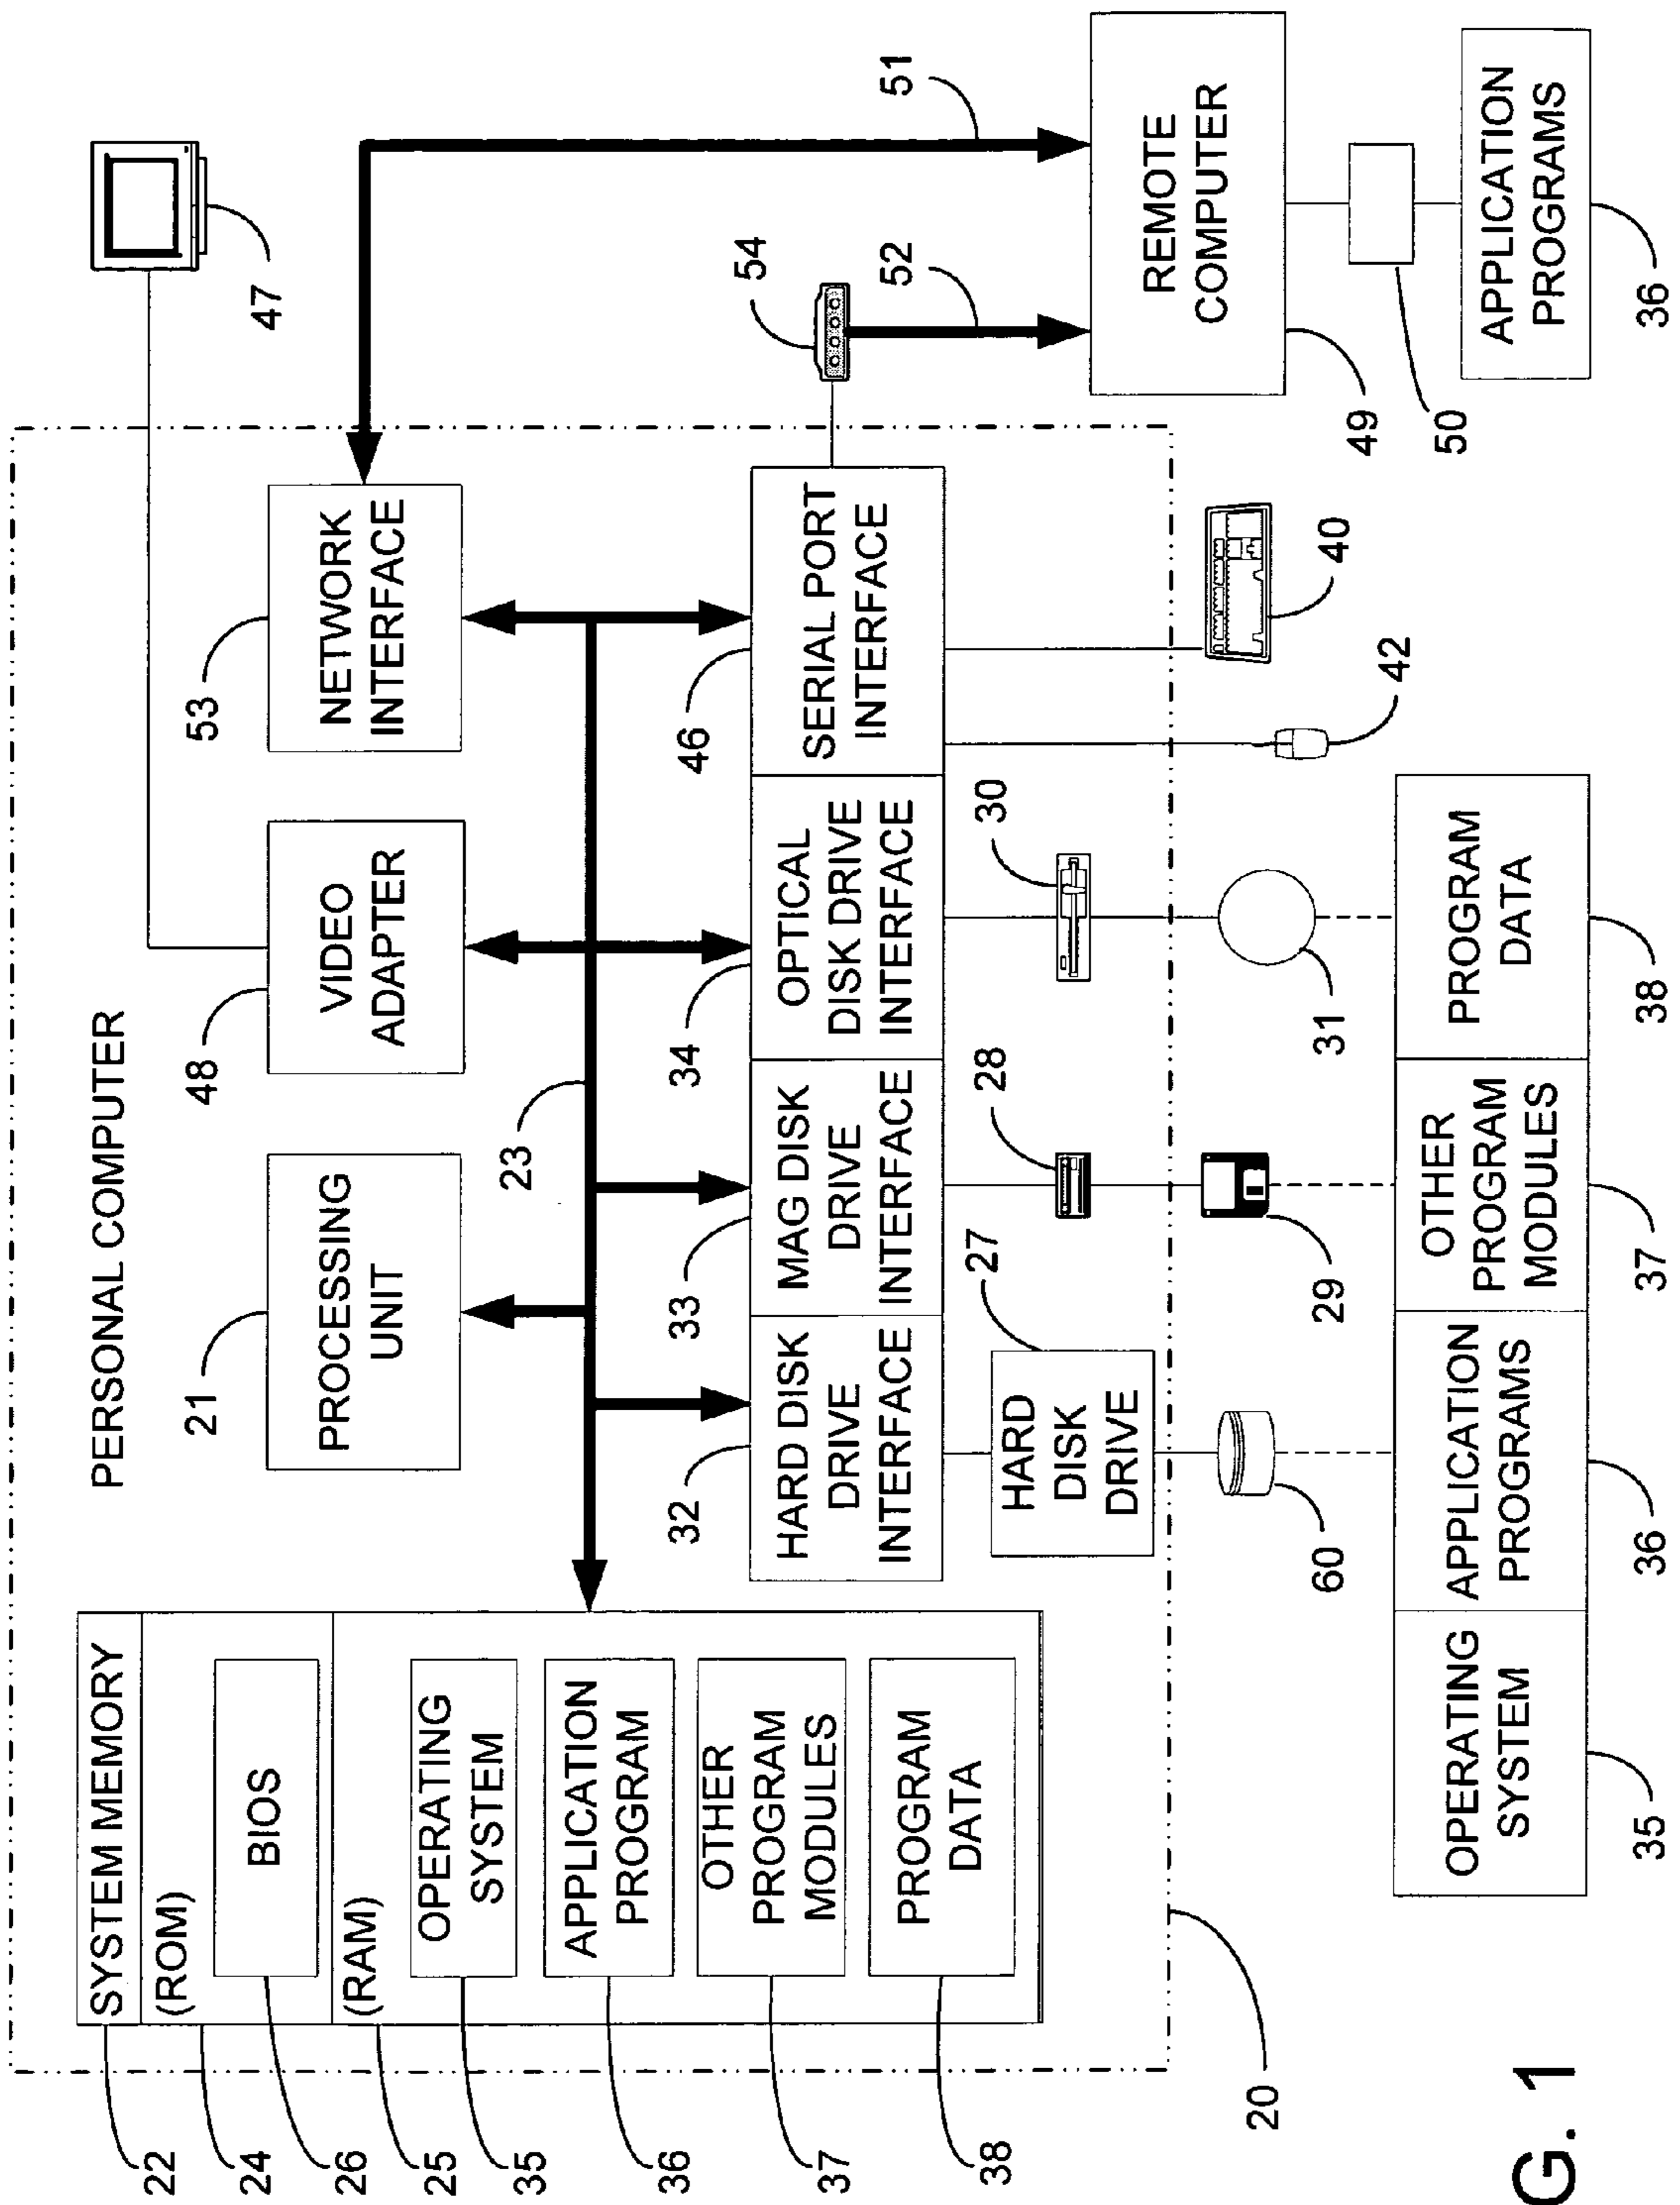 PERSONAL COMPUTER
47
22
SYSTEM MEMORY
24
(ROM)
26
BIOS
25
(RAM)
35
OPERATING
SYSTEM
36
APPLICATION
PROGRAM
37
OTHER
PROGRAM
MODULES
38
PROGRAM
DATA
21
PROCESSING
UNIT
48
VIDEO
ADAPTER
53
NETWORK
INTERFACE
23
32
HARD DISK
DRIVE
INTERFACE
33
MAG DISK
DRIVE
INTERFACE
34
OPTICAL
DISK DRIVE
INTERFACE
46
SERIAL PORT
INTERFACE
54
52
51
27
HARD
DISK
DRIVE
28
30
20
60
29
31
42
40
REMOTE
COMPUTER
49
50
APPLICATION
PROGRAMS
36
OPERATING
SYSTEM
35
APPLICATION
PROGRAMS
36
OTHER
PROGRAM
MODULES
37
PROGRAM
DATA
38
G. 1